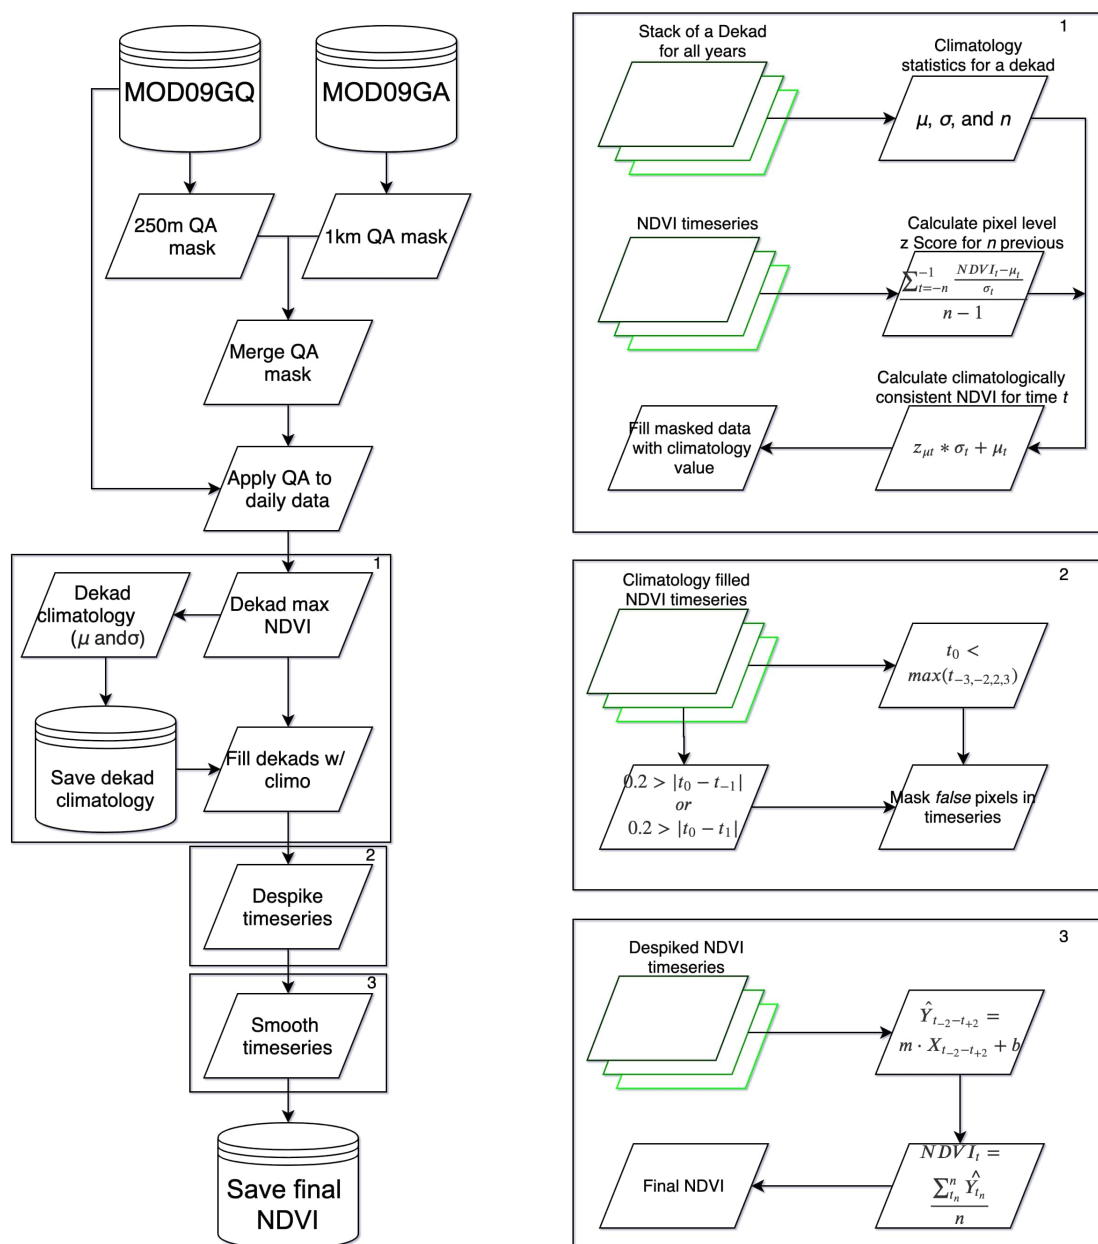 MOD09GQ
MOD09GA
250m QA
mask
1km QA mask
Merge QA
mask
Apply QA to
daily data
1
Dekad
climatology
(μ andσ)
Dekad max
NDVI
Save dekad
climatology
Fill dekads w/
climo
2
Despike
timeseries
3
Smooth
timeseries
Save final
NDVI
1
Stack of a Dekad
for all years
Climatology
statistics for a dekad
μ, σ, and n
NDVI timeseries
Calculate pixel level
z Score for n previous
∑_{t=-n}^{-1} (NDVI_t−μ_t)/σ_t
n − 1
Calculate climatologically
consistent NDVI for time t
Fill masked data
with climatology
value
z_{μt} * σ_t + μ_t
2
Climatology filled
NDVI timeseries
t_0 <
max(t_{−3,−2,2,3})
0.2 > |t_0 − t_{−1}|
or
0.2 > |t_0 − t_1|
Mask false pixels in
timeseries
3
Despiked NDVI
timeseries
Ŷ_{t_{−2}−t_{+2}} =
m · X_{t_{−2}−t_{+2}} + b
Final NDVI
NDVI_t =
∑_{t_n}^{n} Ŷ_{t_n}
n